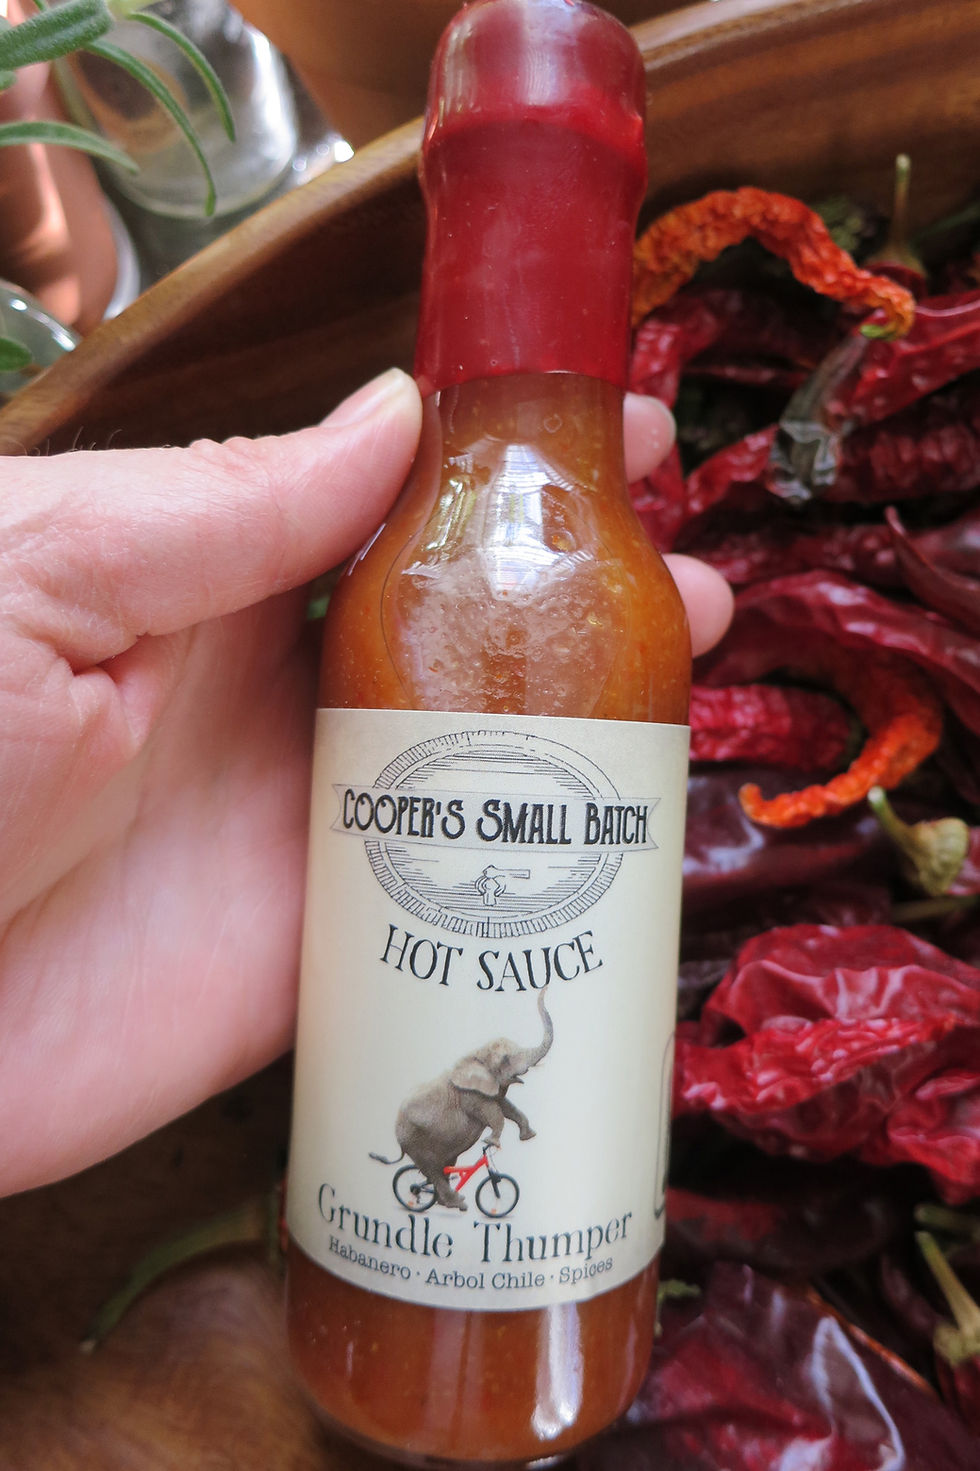 COOPER'S SMALL BATCH
HOT SAUCE
Grundle Thumper
Habanero · Arbol Chile · Spices